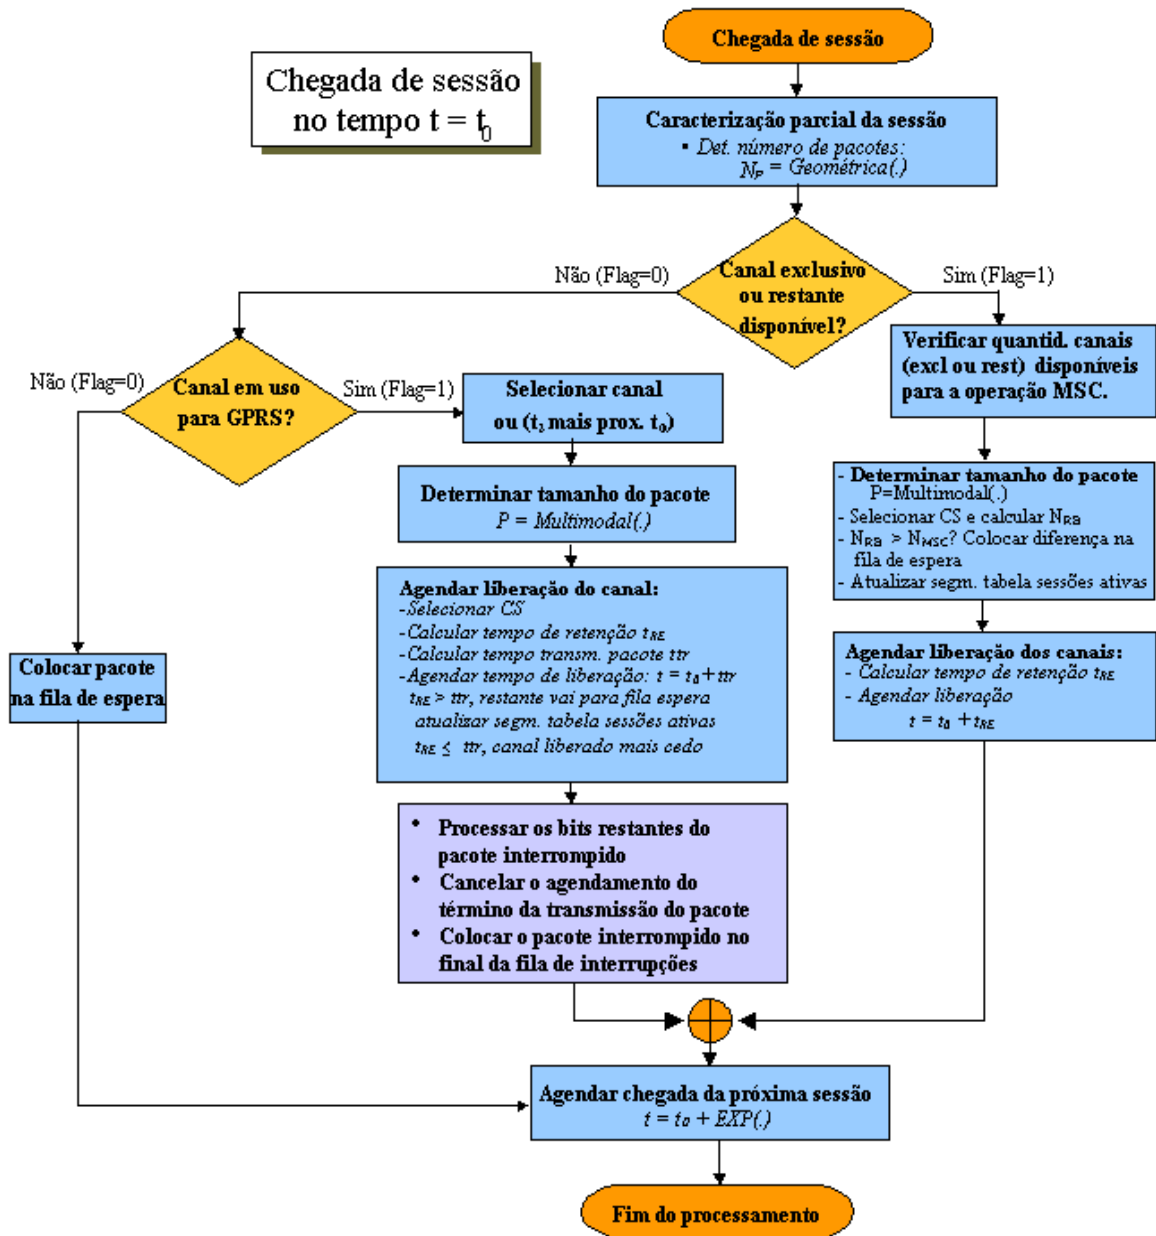 Chegada de sessão
Chegada de sessão
no tempo t = t0
Caracterização parcial da sessão
▪ Det. número de pacotes:
NP = Geométrica(.)
Não (Flag=0)
Canal exclusivo
ou restante
disponível?
Sim (Flag=1)
Não (Flag=0)
Canal em uso
para GPRS?
Sim (Flag=1)
Selecionar canal
ou (t, mais prox. t0)
Verificar quantid. canais
(excl ou rest) disponíveis
para a operação MSC.
Determinar tamanho do pacote
P = Multimodal(.)
- Determinar tamanho do pacote
P=Multimodal(.)
- Selecionar CS e calcular NRB
- NRB > NMSC? Colocar diferença na
fila de espera
- Atualizar segm. tabela sessões ativas
Agendar liberação do canal:
-Selecionar CS
-Calcular tempo de retenção tRE
-Calcular tempo transm. pacote ttr
-Agendar tempo de liberação: t = t0 + ttr
tRE > ttr, restante vai para fila espera
atualizar segm. tabela sessões ativas
tRE ≤ ttr, canal liberado mais cedo
Colocar pacote
na fila de espera
Agendar liberação dos canais:
- Calcular tempo de retenção tRE
- Agendar liberação
t = t0 + tRE
• Processar os bits restantes do
pacote interrompido
• Cancelar o agendamento do
término da transmissão do pacote
• Colocar o pacote interrompido no
final da fila de interrupções
Agendar chegada da próxima sessão
t = t0 + EXP(.)
Fim do processamento